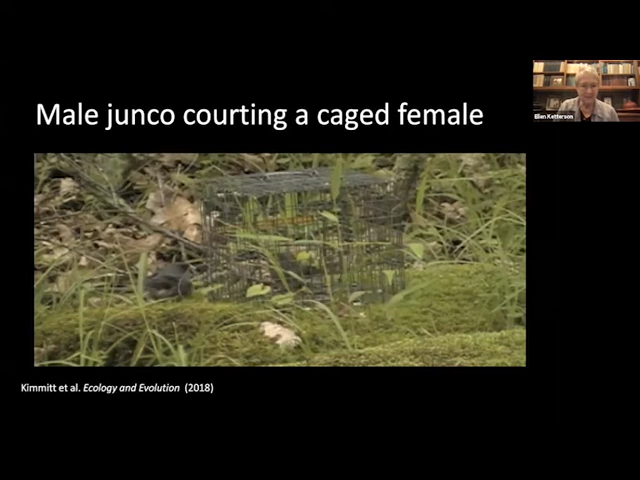 Male junco courting a caged female
Ellen Ketterson
Kimmitt et al. Ecology and Evolution (2018)